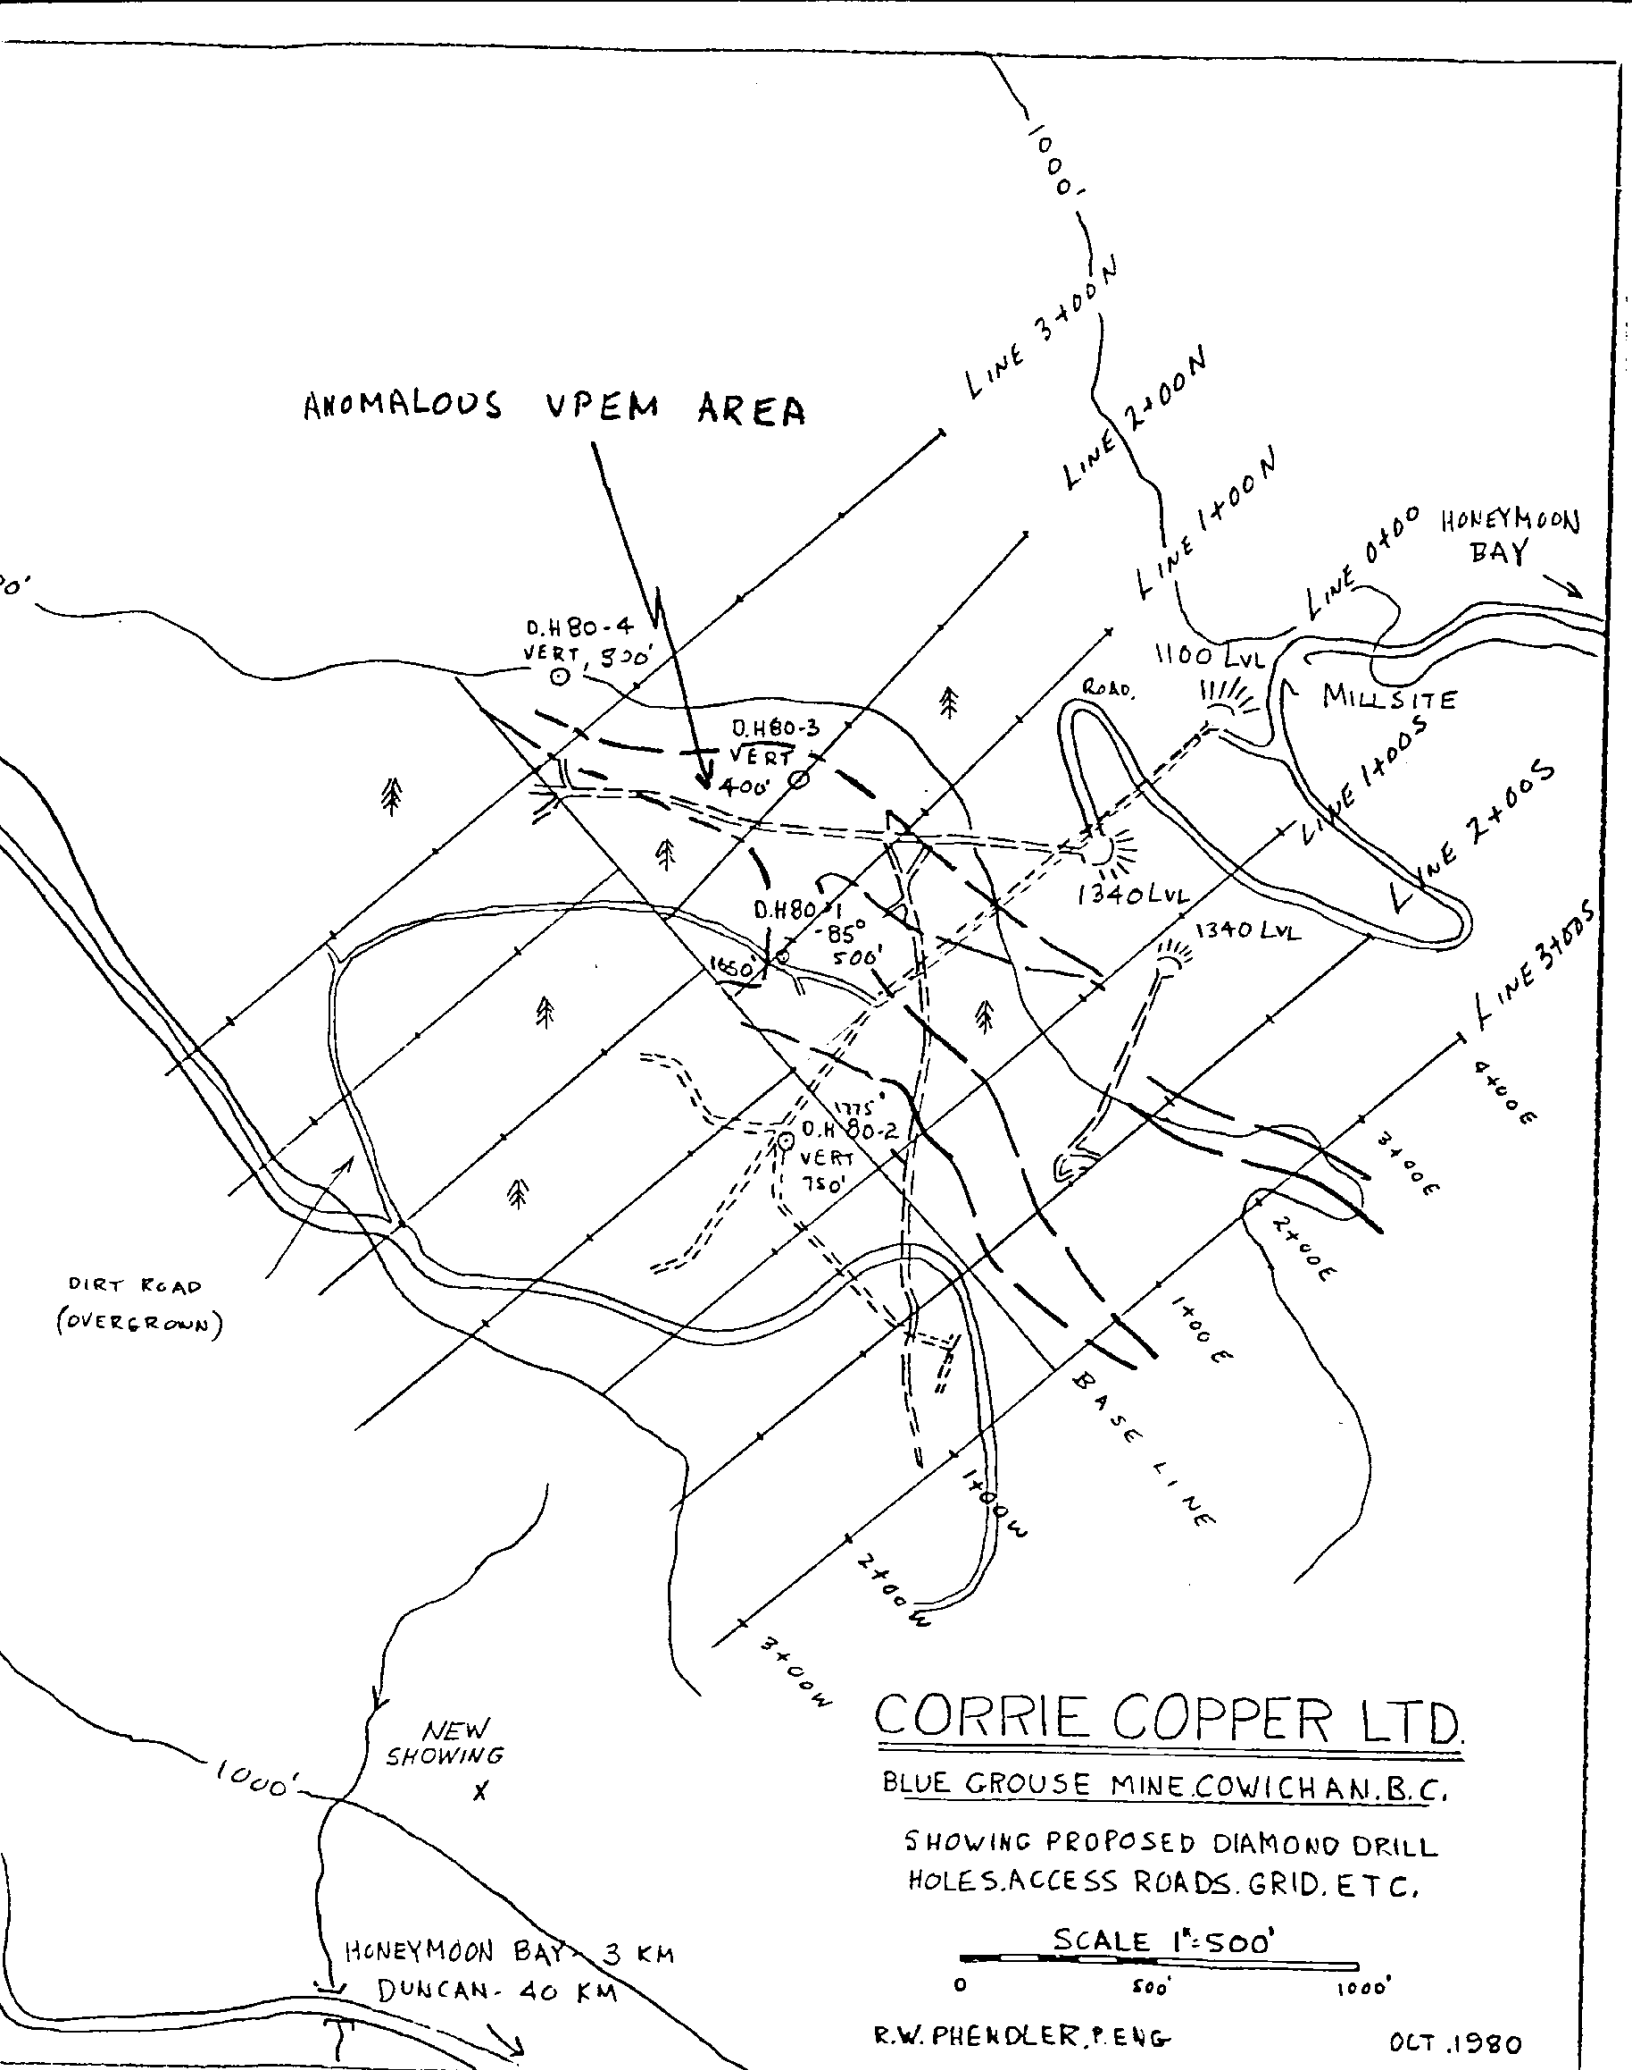 1000'
LINE 3+00N
LINE 2+00N
ANOMALOUS VPEM AREA
LINE 1+00N
LINE 0+00
HONEYMOON
BAY
00'
D.H 80-4
VERT, 500'
1100 LVL
ROAD.
MILLSITE
D.H80-3
VERT
400'
LINE 1+00S
LINE 2+00S
1340 LVL
D.H80-1
-85°
500'
1340 LVL
1650'
LINE 3+00S
4+00E
1775'
D.H 80-2
VERT
750'
3+00E
2+00E
DIRT ROAD
(OVERGROWN)
1+00E
BASE LINE
1+00W
2+00W
3+00W
CORRIE COPPER LTD.
NEW
SHOWING
X
1000'
BLUE GROUSE MINE.COWICHAN.B.C.
SHOWING PROPOSED DIAMOND DRILL
HOLES.ACCESS ROADS.GRID.ETC.
SCALE 1"=500'
0 500' 1000'
HONEYMOON BAY - 3 KM
DUNCAN - 40 KM
R.W. PHENDLER, P.ENG
OCT.1980